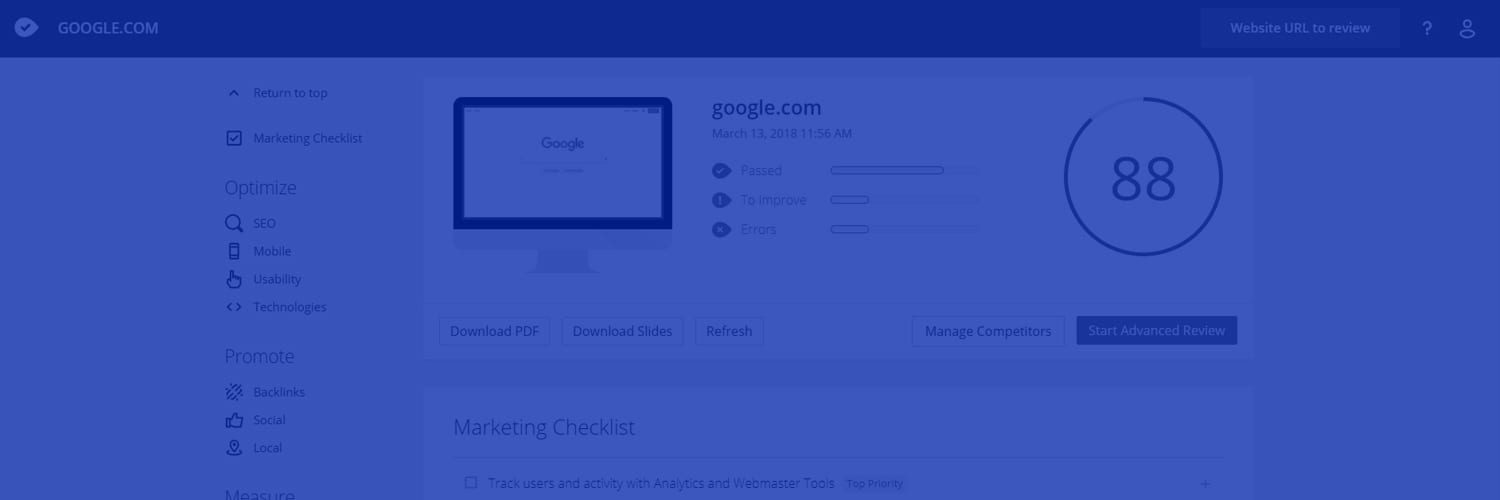 GOOGLE.COM
Website URL to review
?
Return to top
Marketing Checklist
Optimize
SEO
Mobile
Usability
Technologies
Promote
Backlinks
Social
Local
Measure
Google
google.com
March 13, 2018 11:56 AM
Passed
To Improve
Errors
88
Download PDF
Download Slides
Refresh
Manage Competitors
Start Advanced Review
Marketing Checklist
Track users and activity with Analytics and Webmaster Tools Top Priority +